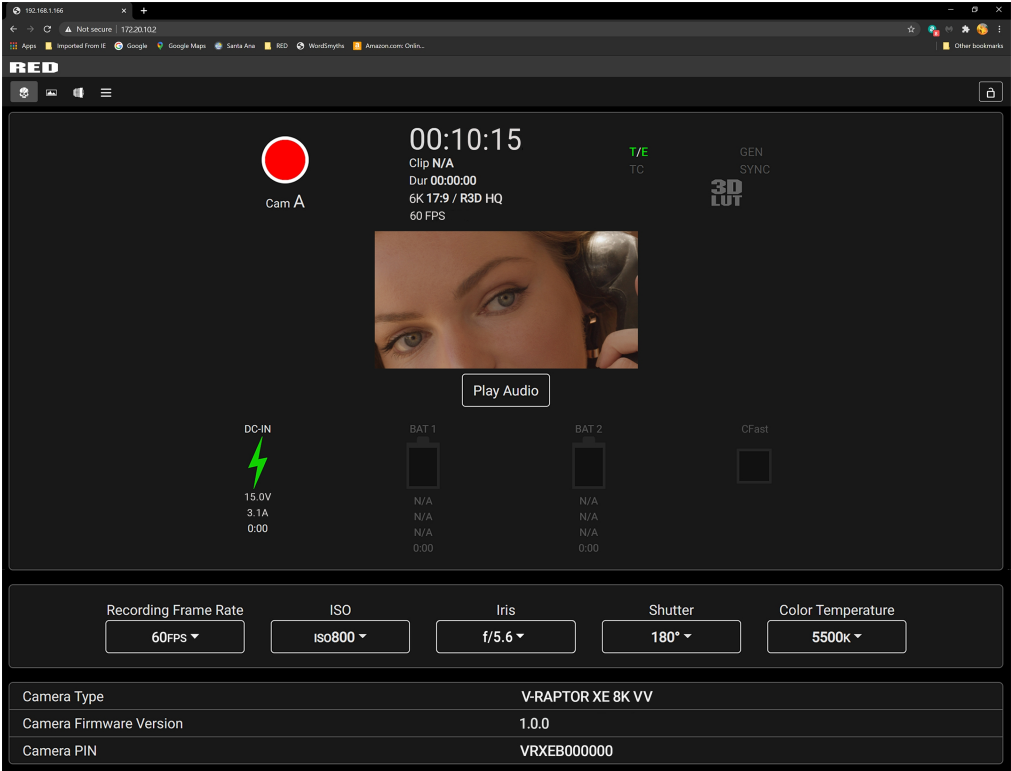 192.168.1.166
Not secure 172.20.10.2
Apps Imported From IE Google Google Maps Santa Ana RED WordSmyths Amazon.com: Onlin... Other bookmarks
RED
00:10:15
Clip N/A
Dur 00:00:00
6K 17:9 / R3D HQ
60 FPS
Cam A
T/E
TC
GEN
SYNC
3D
LUT
Play Audio
DC-IN
15.0V
3.1A
0:00
BAT 1
N/A
N/A
N/A
0:00
BAT 2
N/A
N/A
N/A
0:00
CFast
Recording Frame Rate ISO Iris Shutter Color Temperature
60FPS ISO800 f/5.6 180° 5500K
Camera Type V-RAPTOR XE 8K VV
Camera Firmware Version 1.0.0
Camera PIN VRXEB000000